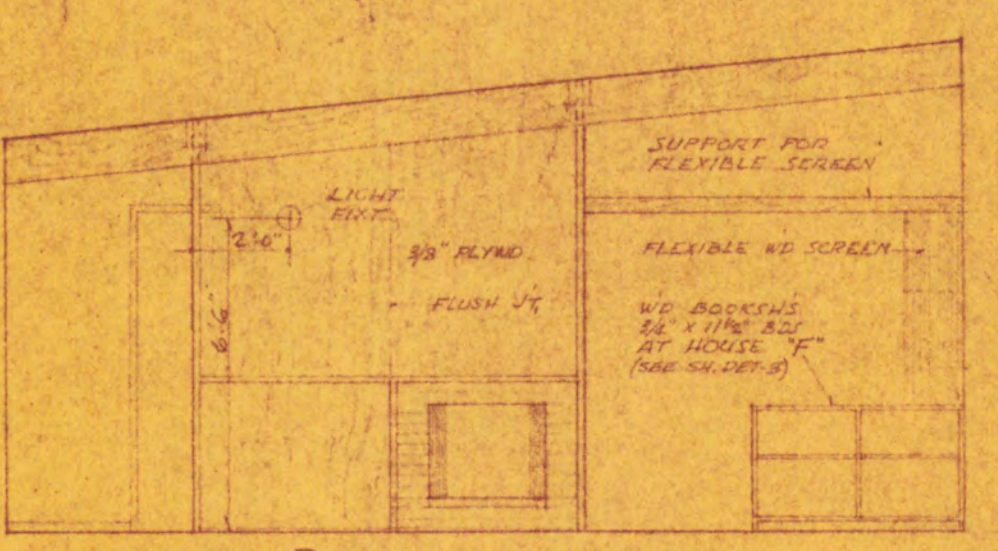 SUPPORT FOR
FLEXIBLE SCREEN
LIGHT
FIXT
2'-0"
3/8" PLYWD.
FLEXIBLE WD SCREEN
FLUSH JT.
6'-6"
WD BOOKSH'S
3/4" X 11 1/2" BDS
AT HOUSE "F"
(SEE SH. DET-3)